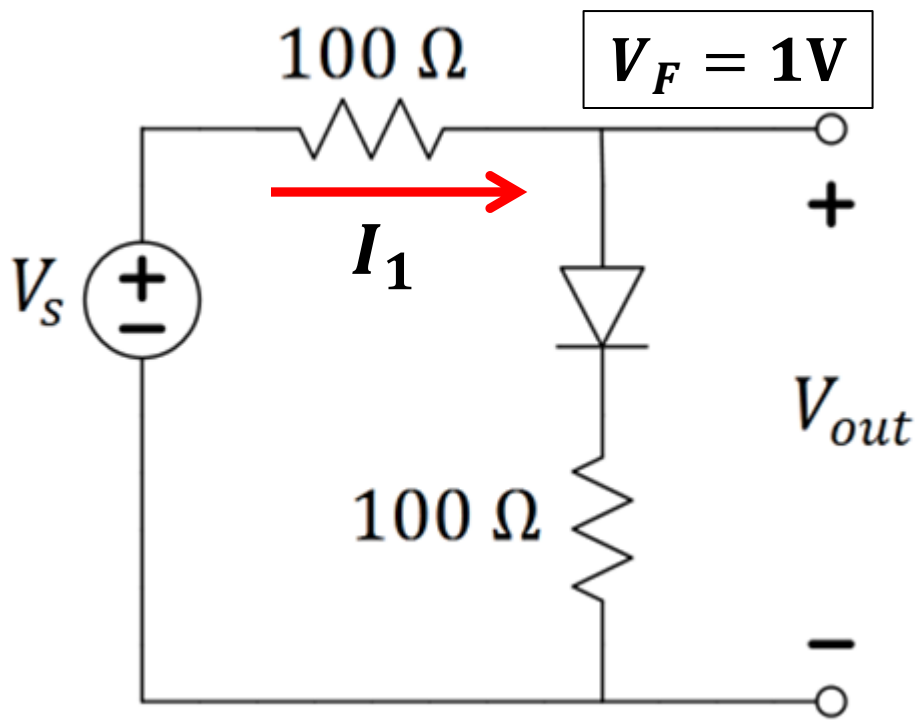 100 Ω
V_F = 1V
I_1
V_s
+
−
+
V_out
100 Ω
−